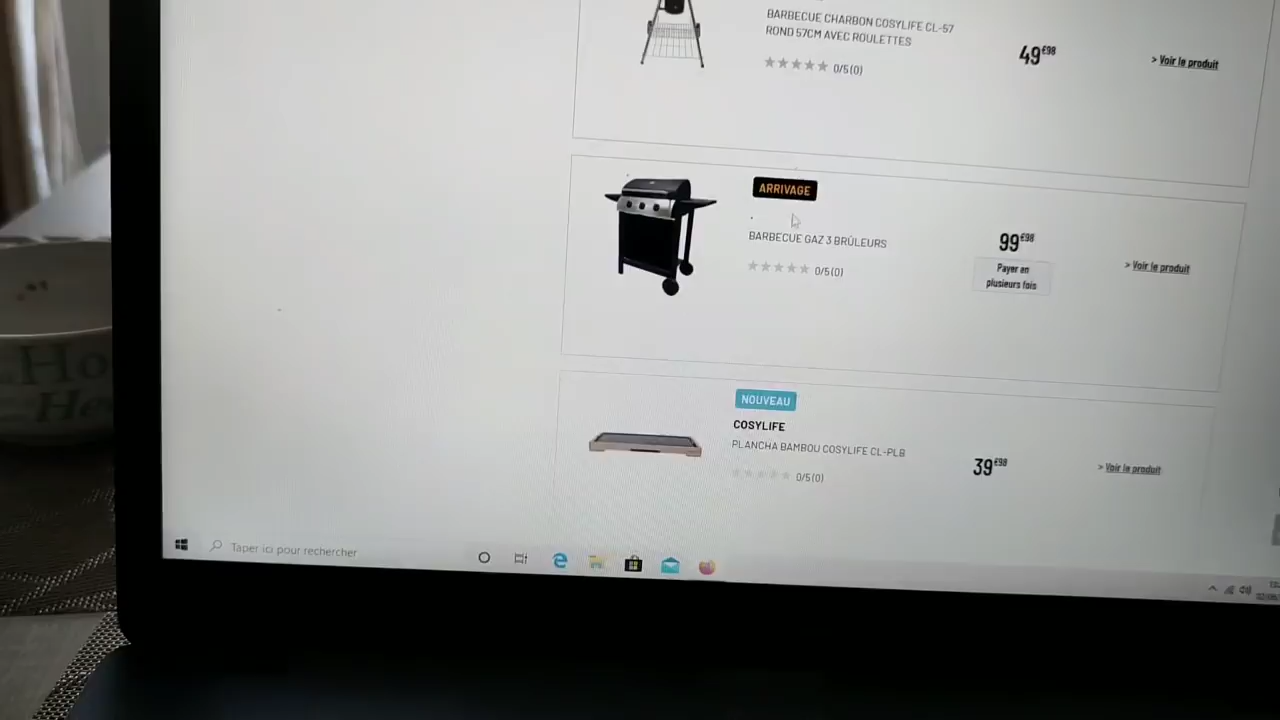 BARBECUE CHARBON COSYLIFE CL-57
ROND 57CM AVEC ROULETTES
0/5(0)
49€98
> Voir le produit
ARRIVAGE
BARBECUE GAZ 3 BRÛLEURS
0/5(0)
99€98
Payer en
plusieurs fois
> Voir le produit
NOUVEAU
COSYLIFE
PLANCHA BAMBOU COSYLIFE CL-PLB
0/5(0)
39€98
> Voir le produit
Taper ici pour rechercher
Ho
He